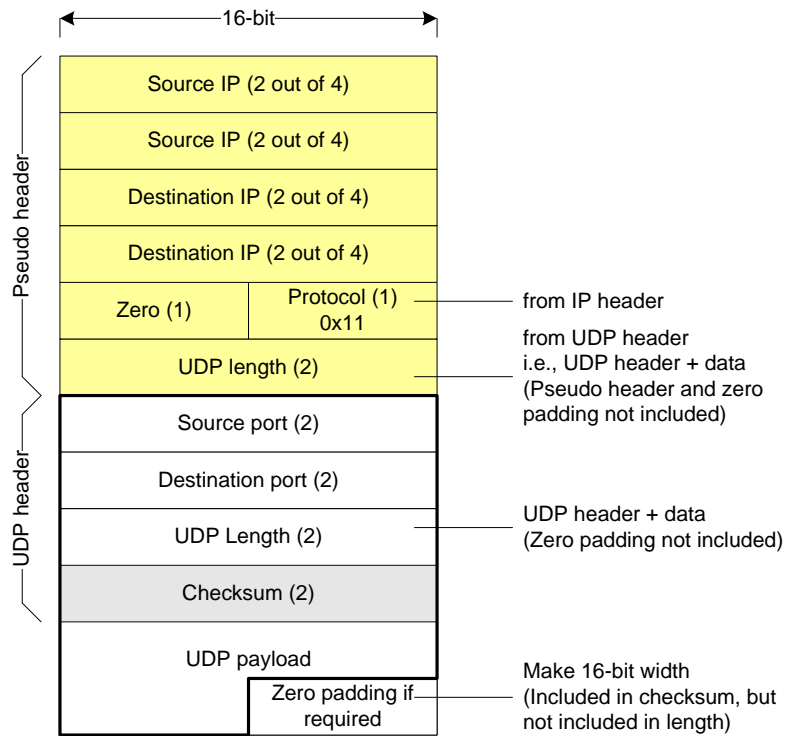 16-bit
Pseudo header
Source IP (2 out of 4)
Source IP (2 out of 4)
Destination IP (2 out of 4)
Destination IP (2 out of 4)
Zero (1)
Protocol (1)
0x11
from IP header
UDP length (2)
from UDP header
i.e., UDP header + data
(Pseudo header and zero
padding not included)
UDP header
Source port (2)
Destination port (2)
UDP Length (2)
UDP header + data
(Zero padding not included)
Checksum (2)
UDP payload
Zero padding if
required
Make 16-bit width
(Included in checksum, but
not included in length)